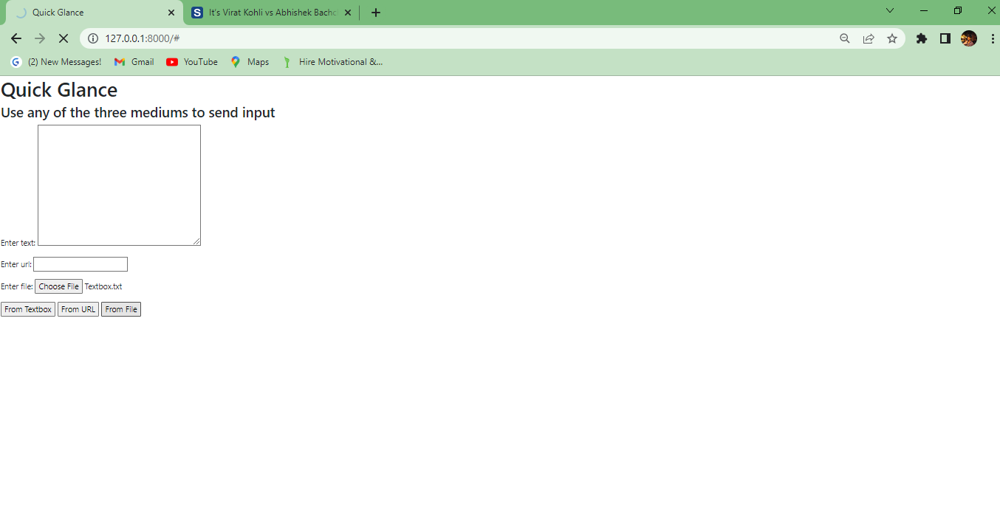 Quick Glance
S It's Virat Kohli vs Abhishek Bachc
127.0.0.1:8000/#
G (2) New Messages! Gmail YouTube Maps Hire Motivational &...
Quick Glance
Use any of the three mediums to send input
Enter text:
Enter url:
Enter file: Choose File Textbox.txt
From Textbox From URL From File